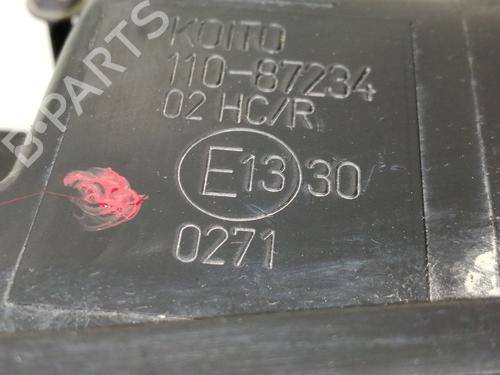 KOITO
110-87234
02 HC/R
E13 30
0271
B-PARTS